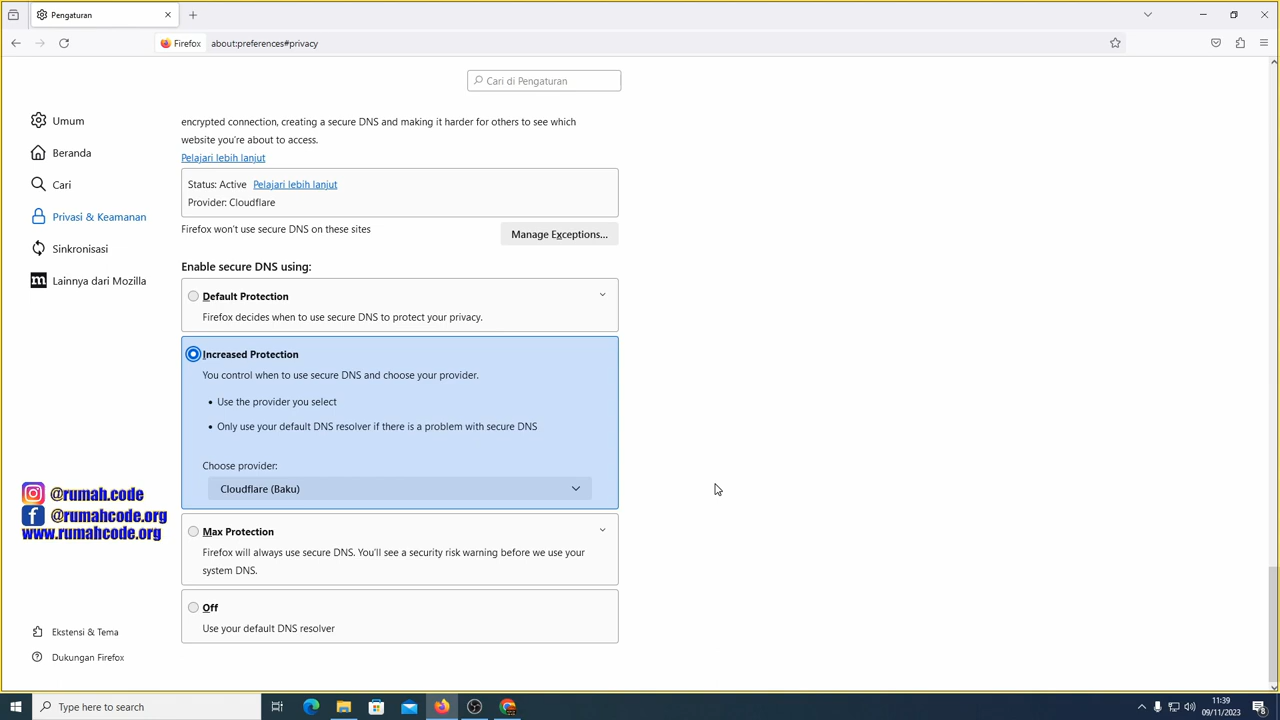 Pengaturan
Firefox
about:preferences#privacy
Cari di Pengaturan
Umum
Beranda
Cari
Privasi & Keamanan
Sinkronisasi
m
Lainnya dari Mozilla
encrypted connection, creating a secure DNS and making it harder for others to see which
website you're about to access.
Pelajari lebih lanjut
Status: Active Pelajari lebih lanjut
Provider: Cloudflare
Firefox won't use secure DNS on these sites
Manage Exceptions...
Enable secure DNS using:
Default Protection
Firefox decides when to use secure DNS to protect your privacy.
Increased Protection
You control when to use secure DNS and choose your provider.
• Use the provider you select
• Only use your default DNS resolver if there is a problem with secure DNS
Choose provider:
Cloudflare (Baku)
Max Protection
Firefox will always use secure DNS. You'll see a security risk warning before we use your
system DNS.
Off
Use your default DNS resolver
@rumah.code
@rumahcode.org
www.rumahcode.org
Ekstensi & Tema
Dukungan Firefox
Type here to search
11:39
09/11/2023
8